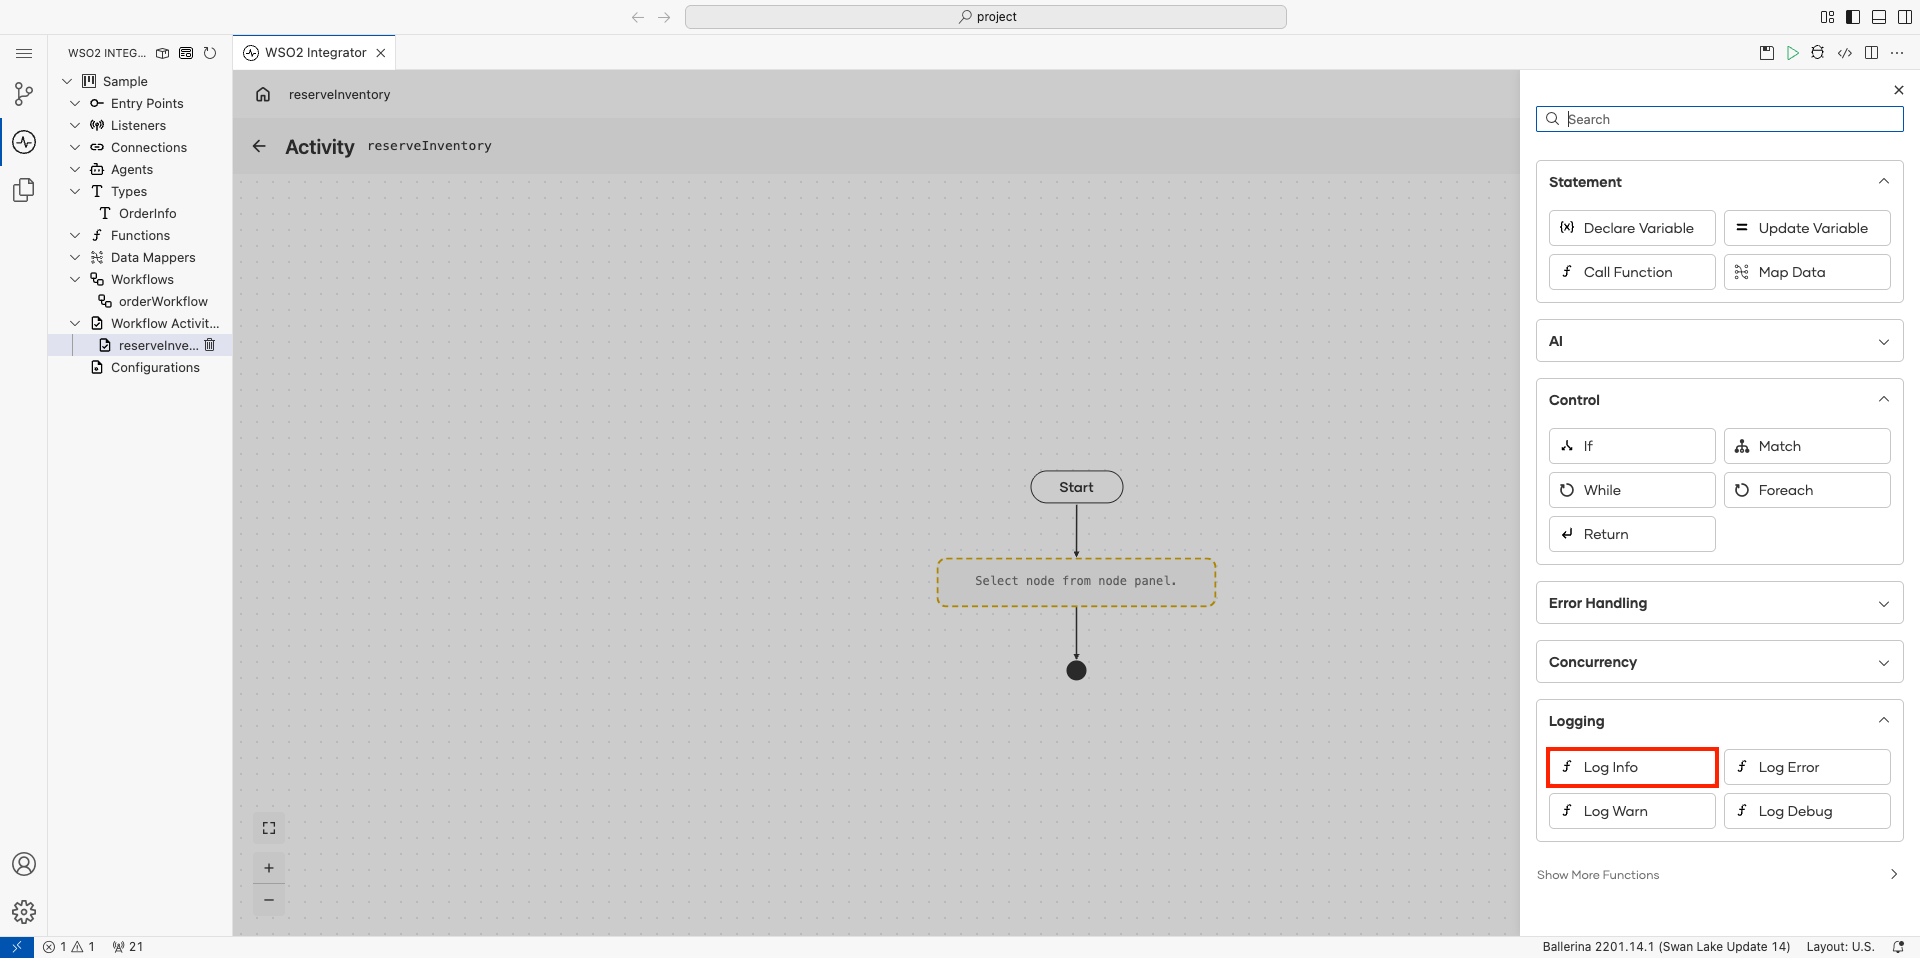 project
WSO2 INTEG...
WSO2 Integrator
Sample
Entry Points
Listeners
Connections
Agents
Types
OrderInfo
Functions
Data Mappers
Workflows
orderWorkflow
Workflow Activit...
reserveInve...
Configurations
reserveInventory
Activity reserveInventory
Start
Select node from node panel.
Search
Statement
Declare Variable
Update Variable
Call Function
Map Data
AI
Control
If
Match
While
Foreach
Return
Error Handling
Concurrency
Logging
Log Info
Log Error
Log Warn
Log Debug
Show More Functions
1 1 21
Ballerina 2201.14.1 (Swan Lake Update 14) Layout: U.S.